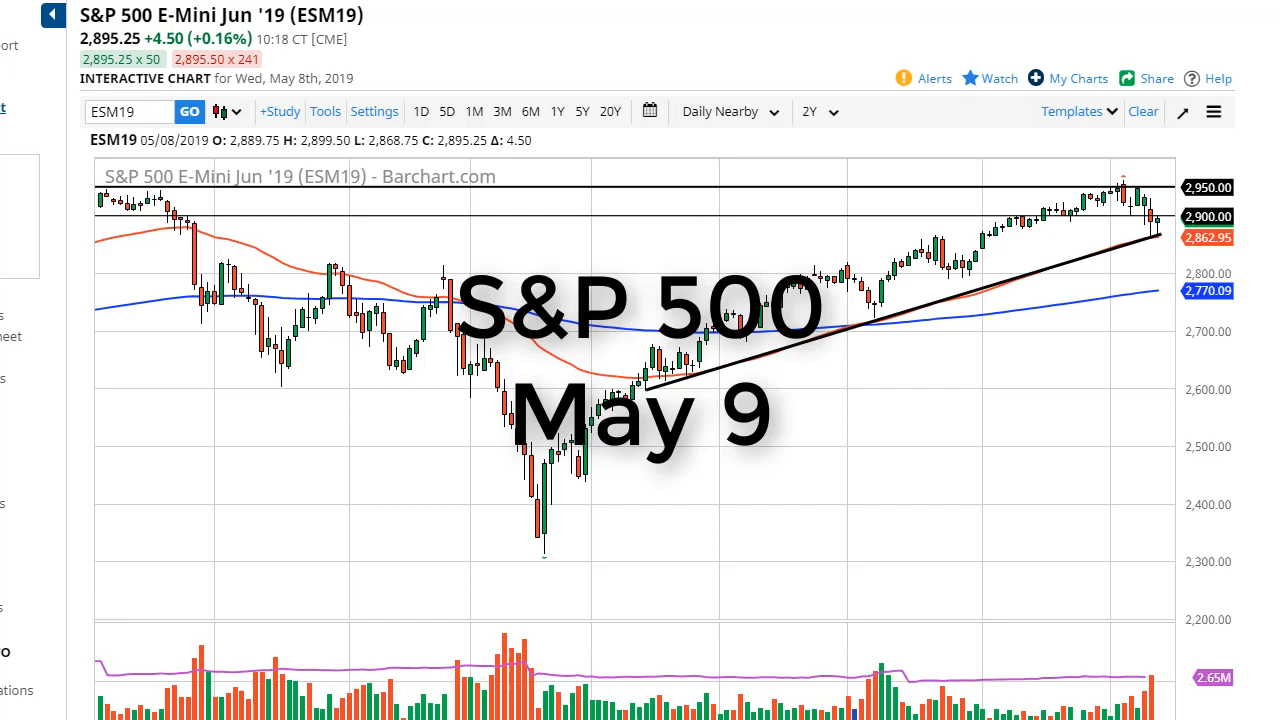 S&P 500 E-Mini Jun '19 (ESM19)
2,895.25 +4.50 (+0.16%) 10:18 CT [CME]
2,895.25 x 50 2,895.50 x 241
INTERACTIVE CHART for Wed, May 8th, 2019
Alerts Watch My Charts Share Help
ESM19 GO +Study Tools Settings 1D 5D 1M 3M 6M 1Y 5Y 20Y Daily Nearby 2Y Templates Clear
ESM19 05/08/2019 O: 2,889.75 H: 2,899.50 L: 2,868.75 C: 2,895.25 Δ: 4.50
S&P 500 E-Mini Jun '19 (ESM19) - Barchart.com
2,950.00
2,900.00
2,862.95
2,800.00
2,770.09
2,700.00
2,600.00
2,500.00
2,400.00
2,300.00
2,200.00
2.65M
S&P 500
May 9